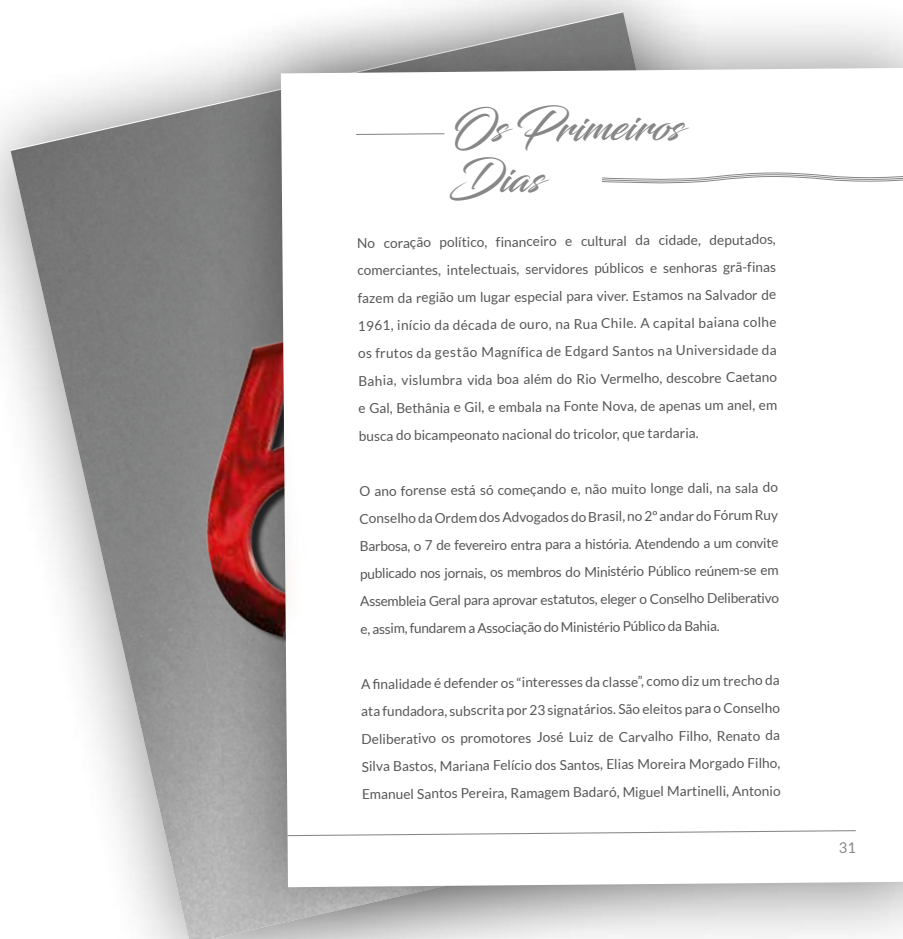 Os Primeiros
Dias
No coração político, financeiro e cultural da cidade, deputados,
comerciantes, intelectuais, servidores públicos e senhoras grã-finas
fazem da região um lugar especial para viver. Estamos na Salvador de
1961, início da década de ouro, na Rua Chile. A capital baiana colhe
os frutos da gestão Magnífica de Edgard Santos na Universidade da
Bahia, vislumbra vida boa além do Rio Vermelho, descobre Caetano
e Gal, Bethânia e Gil, e embala na Fonte Nova, de apenas um anel, em
busca do bicampeonato nacional do tricolor, que tardaria.
O ano forense está só começando e, não muito longe dali, na sala do
Conselho da Ordem dos Advogados do Brasil, no 2º andar do Fórum Ruy
Barbosa, o 7 de fevereiro entra para a história. Atendendo a um convite
publicado nos jornais, os membros do Ministério Público reúnem-se em
Assembleia Geral para aprovar estatutos, eleger o Conselho Deliberativo
e, assim, fundarem a Associação do Ministério Público da Bahia.
A finalidade é defender os “interesses da classe”, como diz um trecho da
ata fundadora, subscrita por 23 signatários. São eleitos para o Conselho
Deliberativo os promotores José Luiz de Carvalho Filho, Renato da
Silva Bastos, Mariana Felício dos Santos, Elias Moreira Morgado Filho,
Emanuel Santos Pereira, Ramagem Badaró, Miguel Martinelli, Antonio
31